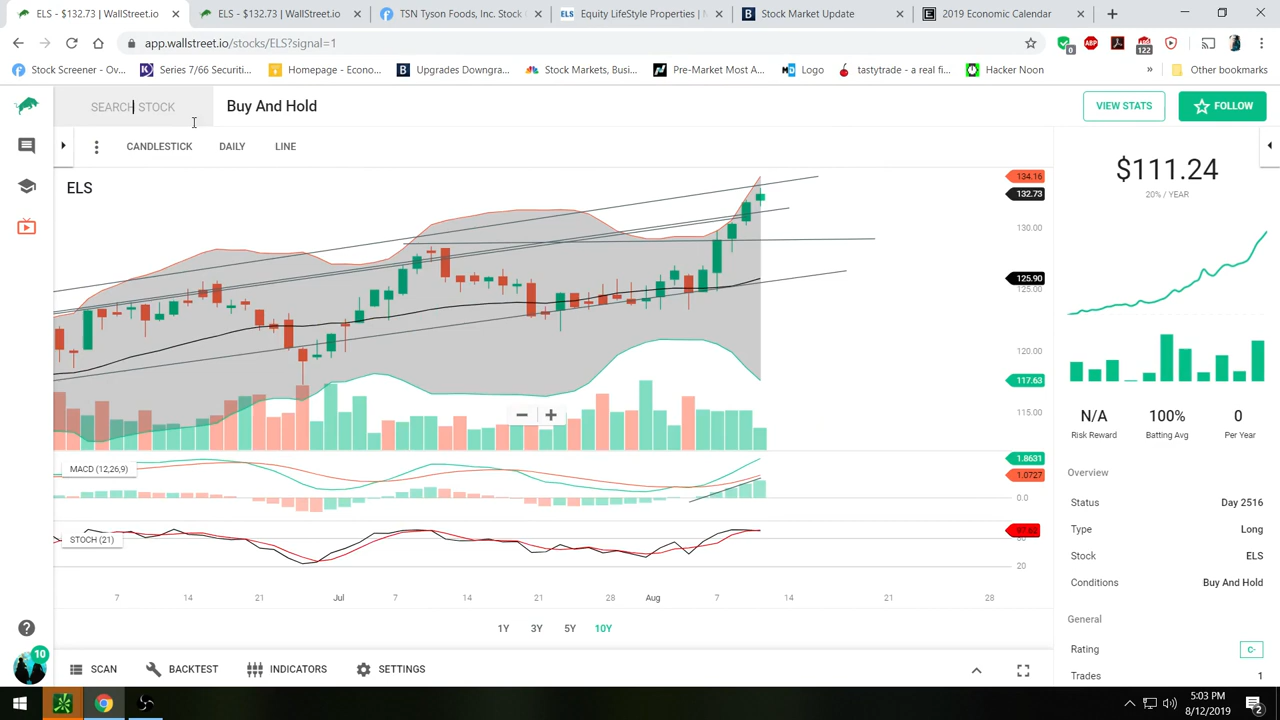 ELS - $132.73 | WallStreet.io
ELS - $132.73 | WallStreet.io
TSN Tyson Foods, Inc. Stock
ELS Equity LifeStyle Properties |
B Stock Market Update
2019 Economic Calendar
app.wallstreet.io/stocks/ELS?signal=1
0
ABP
122
Stock Screener - Ov...
Series 7/66 Securiti...
Homepage - Econo...
Upgrades Downgra...
Stock Markets, Busi...
Pre-Market Most A...
Logo
tastytrade - a real fi...
Hacker Noon
»
Other bookmarks
SEARCH STOCK
Buy And Hold
VIEW STATS
FOLLOW
CANDLESTICK
DAILY
LINE
ELS
134.16
132.73
130.00
125.90
125.00
120.00
117.63
115.00
MACD (12,26,9)
1.8631
1.0727
0.0
STOCH (21)
20
7
14
21
Jul
7
14
21
28
Aug
7
14
21
28
1Y
3Y
5Y
10Y
SCAN
BACKTEST
INDICATORS
SETTINGS
$111.24
20% / YEAR
N/A
Risk Reward
100%
Batting Avg
0
Per Year
Overview
Status Day 2516
Type Long
Stock ELS
Conditions Buy And Hold
General
Rating C-
Trades 1
10
5:03 PM
8/12/2019
2